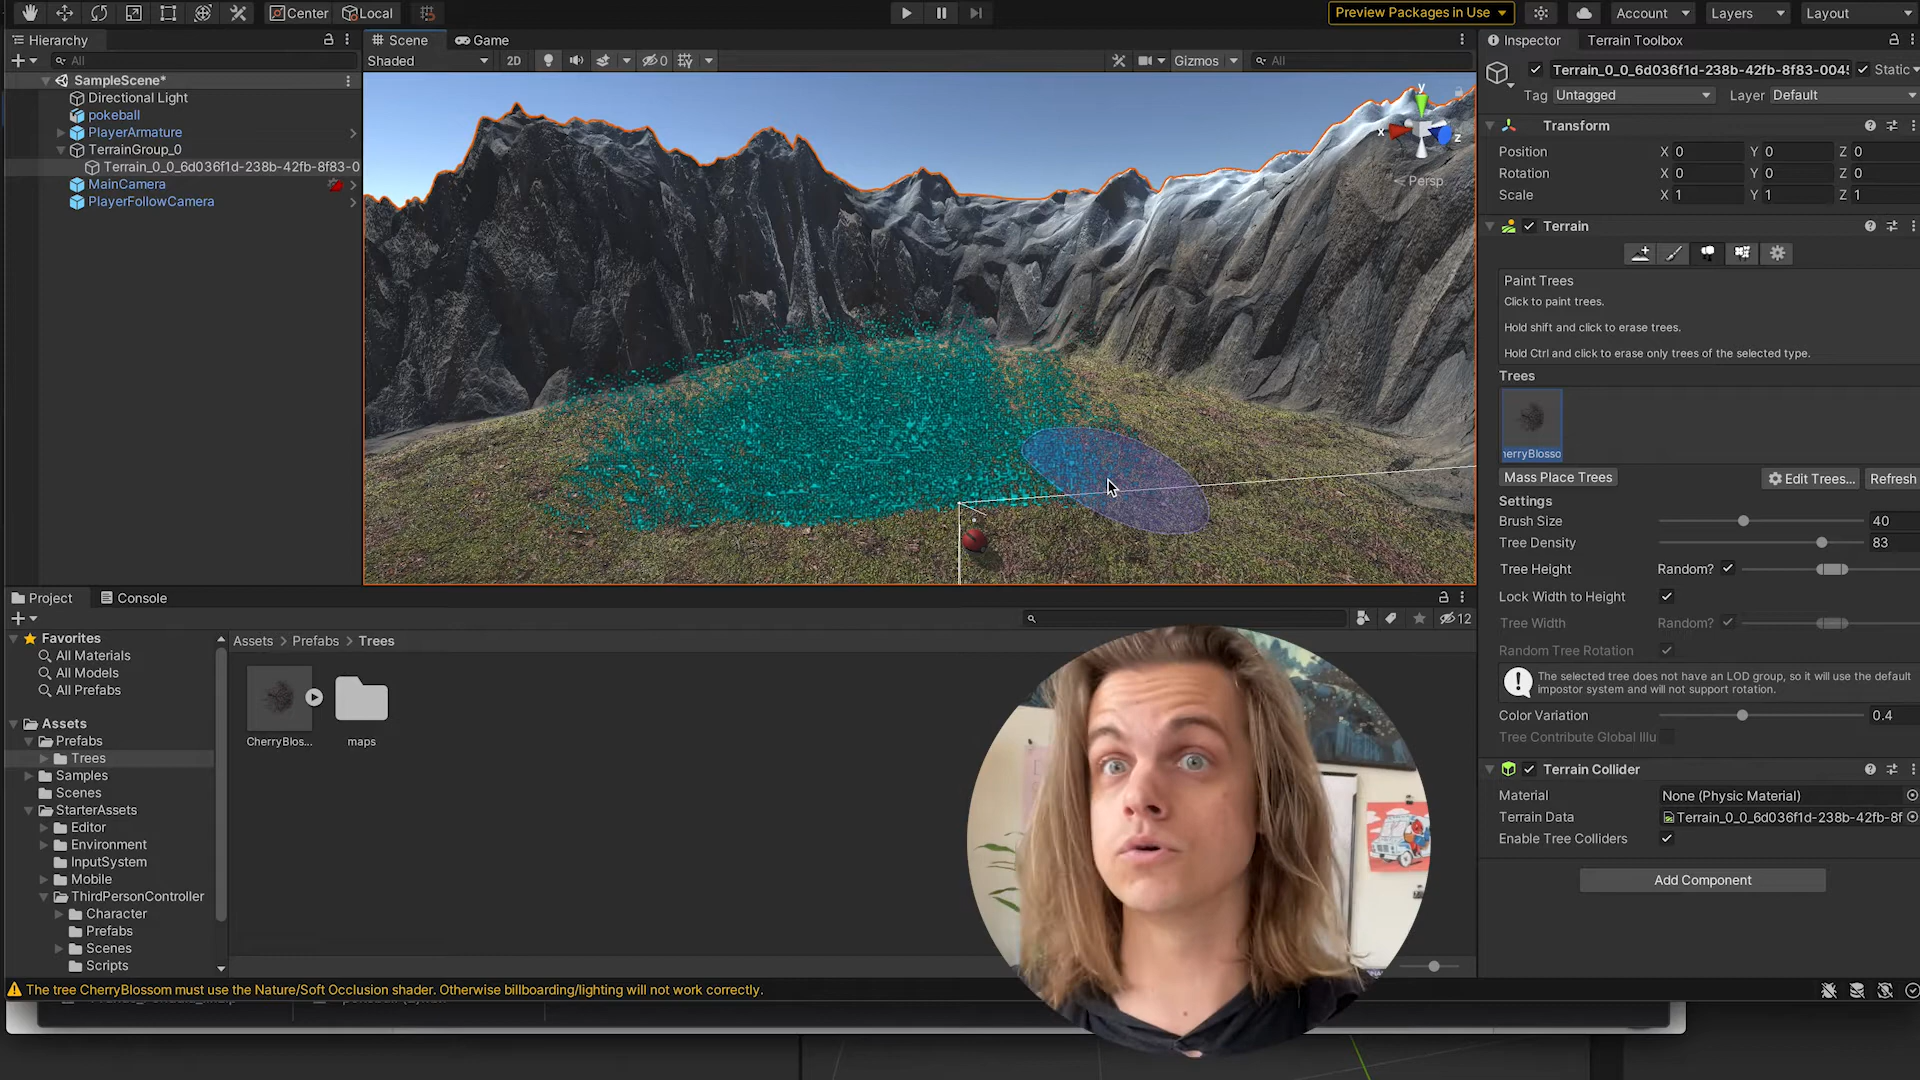 Center
Local
Preview Packages in Use
Account
Layers
Layout
Hierarchy
All
SampleScene*
Directional Light
pokeball
PlayerArmature
TerrainGroup_0
Terrain_0_0_6d036f1d-238b-42fb-8f83-0
MainCamera
PlayerFollowCamera
Scene
Game
Shaded
2D
0
Gizmos
All
y
x
z
Persp
Inspector
Terrain Toolbox
Terrain_0_0_6d036f1d-238b-42fb-8f83-004
Static
Tag Untagged
Layer Default
Transform
Position X 0 Y 0 Z 0
Rotation X 0 Y 0 Z 0
Scale X 1 Y 1 Z 1
Terrain
Paint Trees
Click to paint trees.
Hold shift and click to erase trees.
Hold Ctrl and click to erase only trees of the selected type.
Trees
herryBlosso
Mass Place Trees
Edit Trees...
Refresh
Settings
Brush Size 40
Tree Density 83
Tree Height Random?
Lock Width to Height
Tree Width Random?
Random Tree Rotation
The selected tree does not have an LOD group, so it will use the default
impostor system and will not support rotation.
Color Variation 0.4
Tree Contribute Global Illu
Terrain Collider
Material None (Physic Material)
Terrain Data Terrain_0_0_6d036f1d-238b-42fb-8f
Enable Tree Colliders
Add Component
Project
Console
12
Favorites
All Materials
All Models
All Prefabs
Assets
Prefabs
Trees
Samples
Scenes
StarterAssets
Editor
Environment
InputSystem
Mobile
ThirdPersonController
Character
Prefabs
Scenes
Scripts
Assets > Prefabs > Trees
CherryBlos...
maps
The tree CherryBlossom must use the Nature/Soft Occlusion shader. Otherwise billboarding/lighting will not work correctly.